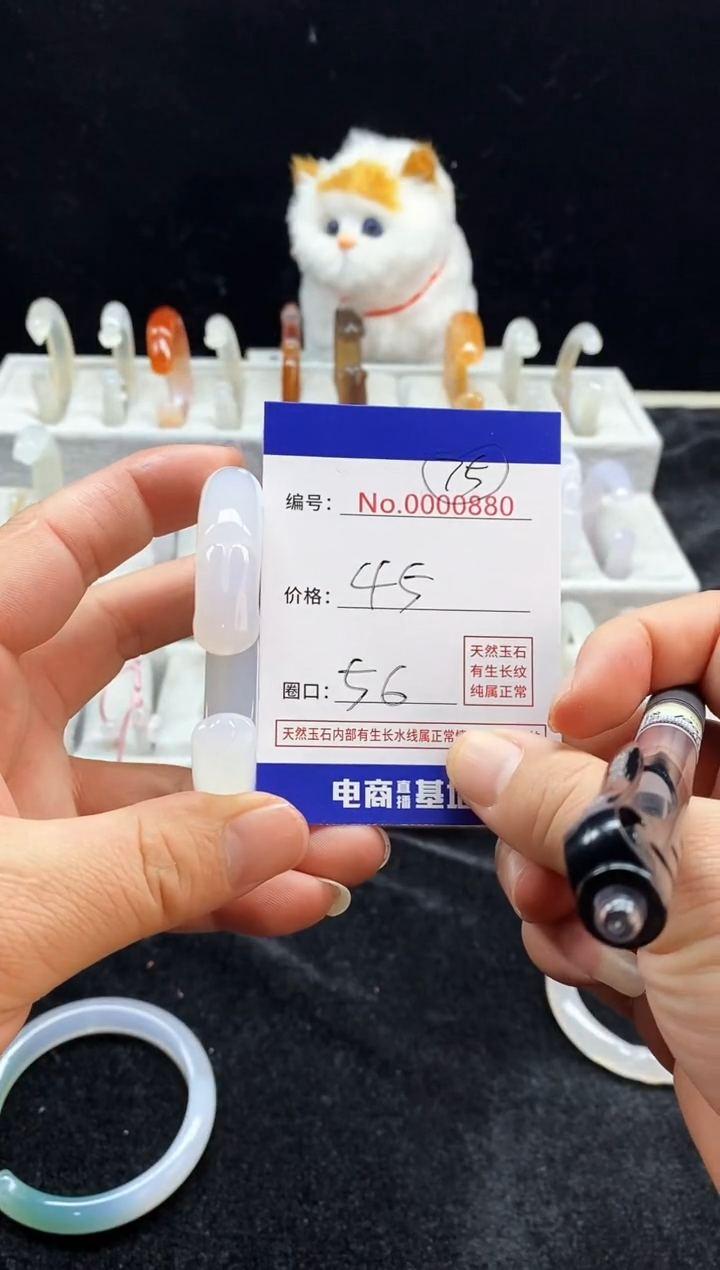 75
编号： No.0000880
价格： 45
圈口： 56
天然玉石
有生长纹
纯属正常
天然玉石内部有生长水线属正常
电商直播基地